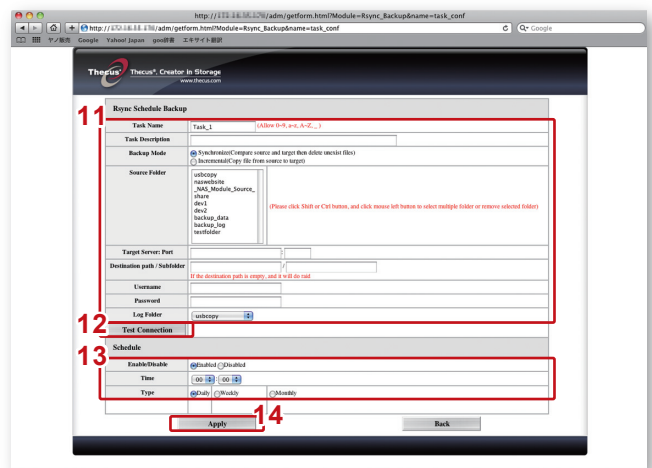 http://172.18.18.178/adm/getform.html?Module=Rsync_Backup&name=task_conf
/adm/getform.html?Module=Rsync_Backup&name=task_conf
Google
ヤノ販売 Google Yahoo! Japan goo辞書 エキサイト翻訳
Thecus Thecus®, Creator in Storage
www.thecus.com
11
Rsync Schedule Backup
Task Name Task_1 (Allow 0~9, a~z, A~Z, _ )
Task Description
Backup Mode Synchronize(Compare source and target then delete unexist files)
Incremental(Copy file from source to target)
Source Folder
usbcopy
naswebsite
_NAS_Module_Source_
share
dev1
dev2
backup_data
backup_log
testfolder
(Please click Shift or Ctrl button, and click mouse left button to select multiple folder or remove selected folder)
Target Server: Port :
Destination path / Subfolder /
If the destination path is empty, and it will do raid
Username
Password
Log Folder usbcopy
12
Test Connection
Schedule
13
Enable/Disable Enabled Disabled
Time 00 : 00
Type Daily Weekly Monthly
14
Apply Back